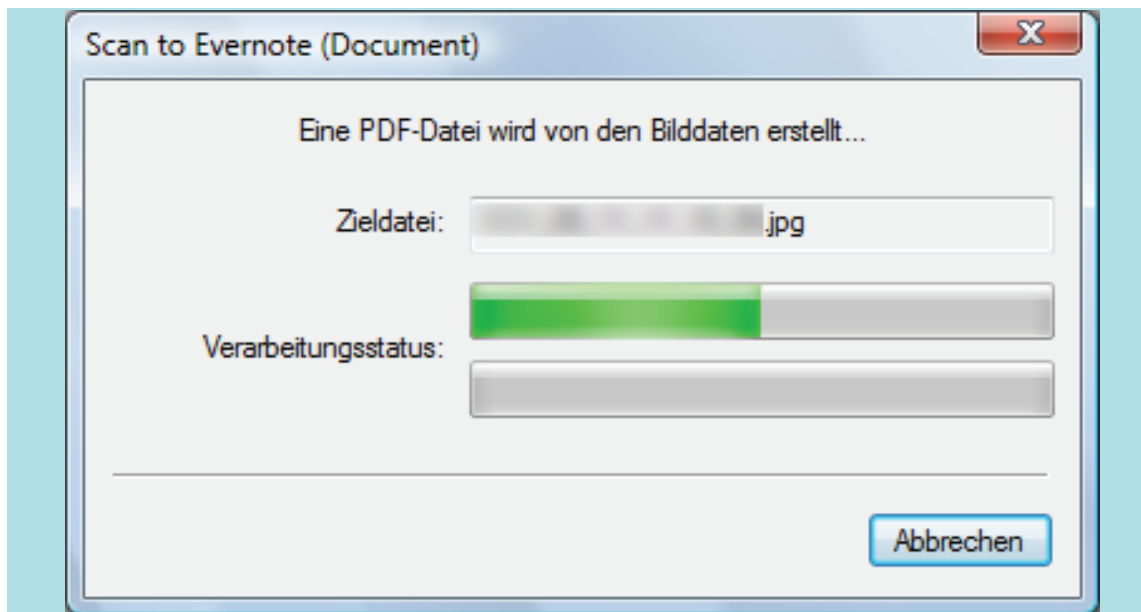 Scan to Evernote (Document)
Eine PDF-Datei wird von den Bilddaten erstellt...
Zieldatei: .jpg
Verarbeitungsstatus:
Abbrechen